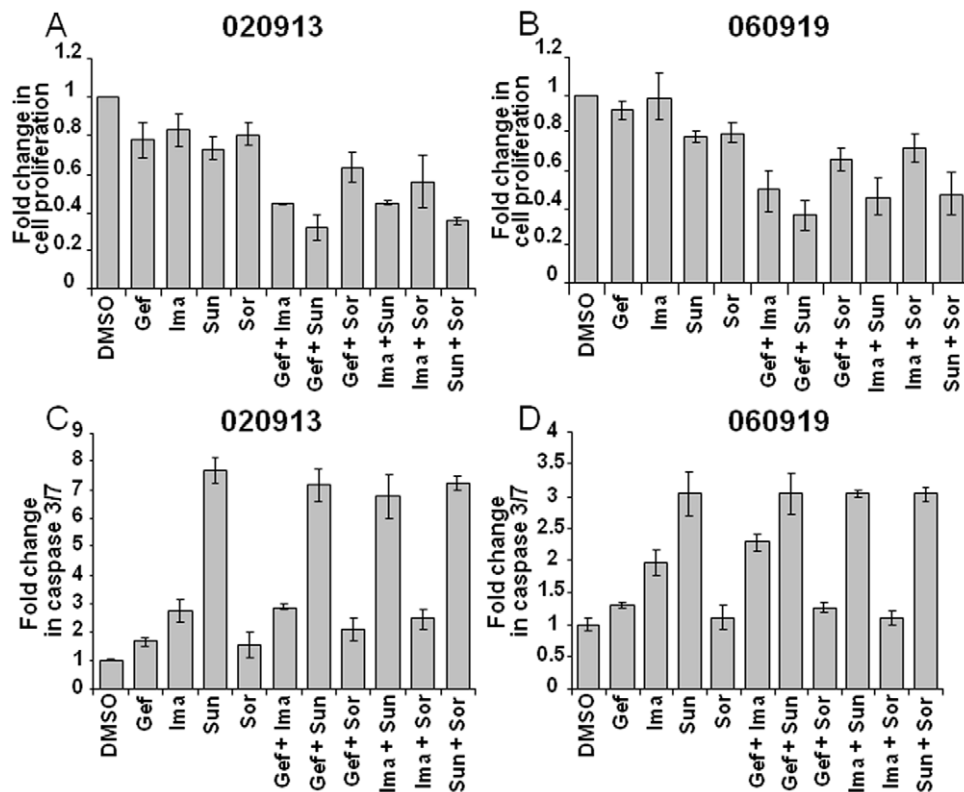 A
020913
Fold change in
cell proliferation
1.2
1
0.8
0.6
0.4
0.2
0
DMSO
Gef
Ima
Sun
Sor
Gef + Ima
Gef + Sun
Gef + Sor
Ima +Sun
Ima + Sor
Sun + Sor
B
060919
Fold change in
cell proliferation
1.2
1
0.8
0.6
0.4
0.2
0
DMSO
Gef
Ima
Sun
Sor
Gef + Ima
Gef + Sun
Gef + Sor
Ima + Sun
Ima + Sor
Sun + Sor
C
020913
Fold change
in caspase 3/7
9
8
7
6
5
4
3
2
1
0
DMSO
Gef
Ima
Sun
Sor
Gef + Ima
Gef + Sun
Gef + Sor
Ima + Sun
Ima + Sor
Sun + Sor
D
060919
Fold change
in caspase 3/7
4
3.5
3
2.5
2
1.5
1
0.5
0
DMSO
Gef
Ima
Sun
Sor
Gef + Ima
Gef + Sun
Gef + Sor
Ima + Sun
Ima + Sor
Sun + Sor